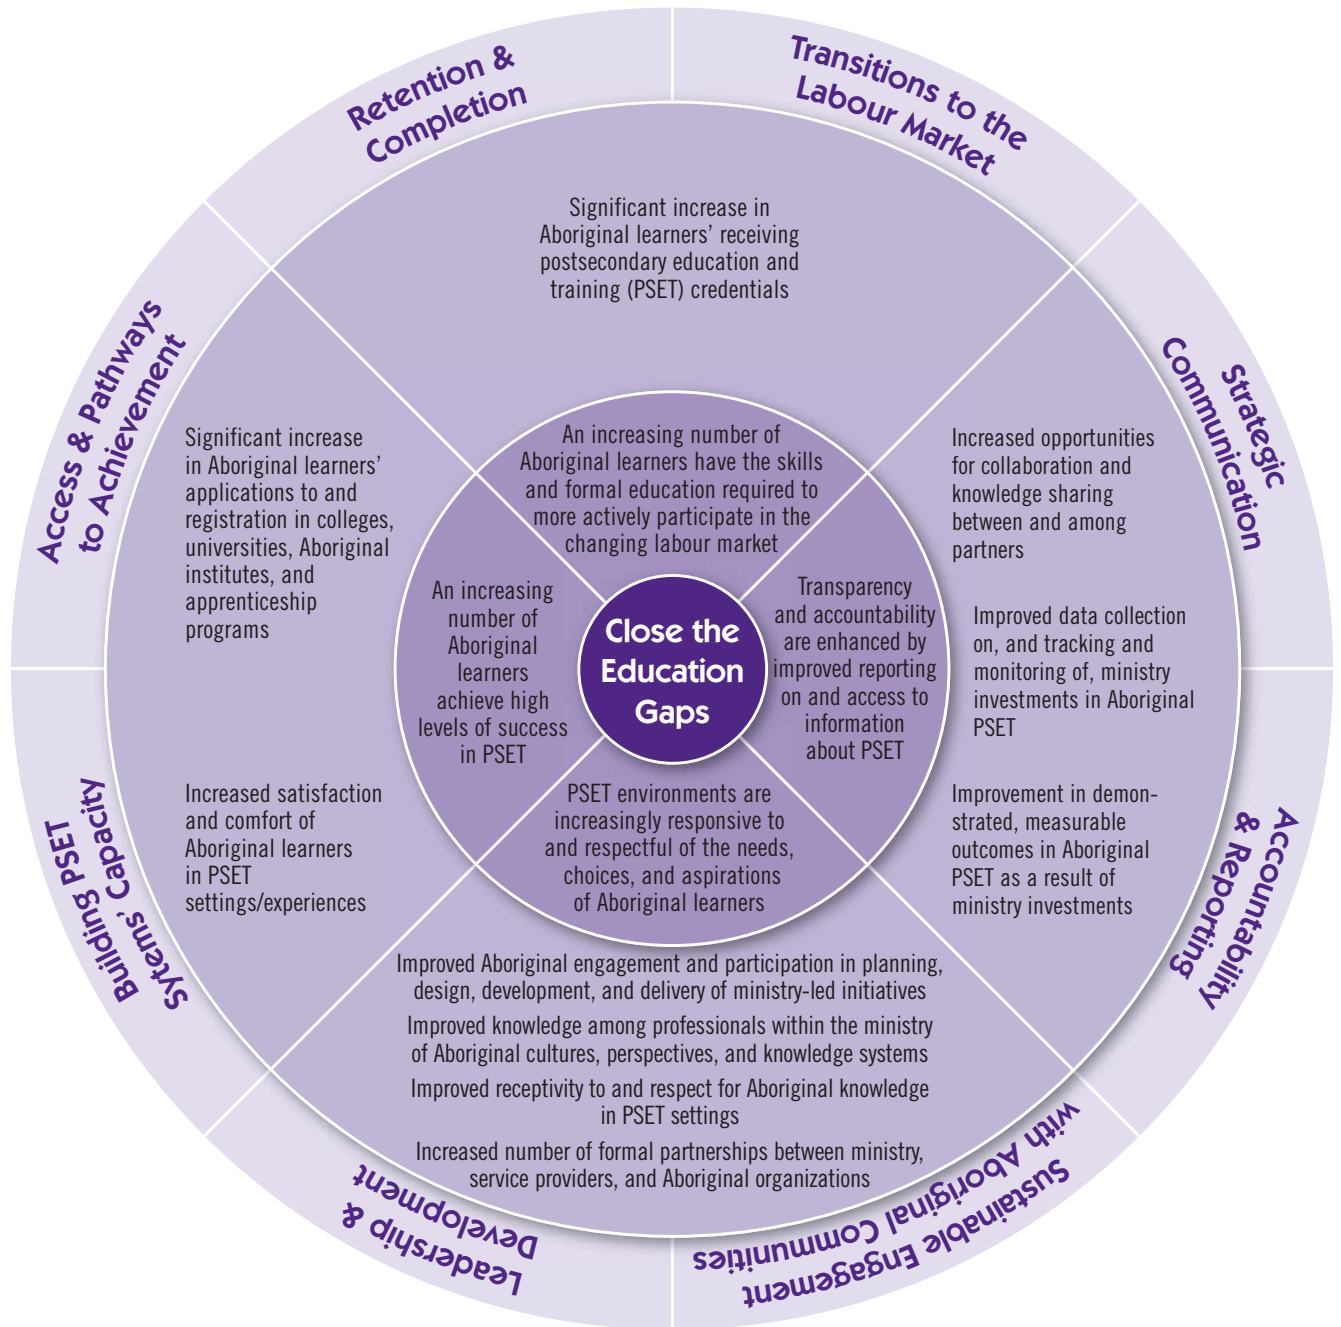 Retention &
Completion
Transitions to the
Labour Market
Strategic
Communication
Accountability
& Reporting
Sustainable Engagement
with Aboriginal Communities
Leadership &
Development
Building PSET
Sytems' Capacity
Access & Pathways
to Achievement
Significant increase in
Aboriginal learners' receiving
postsecondary education and
training (PSET) credentials
Increased opportunities
for collaboration and
knowledge sharing
between and among
partners
Improved data collection
on, and tracking and
monitoring of, ministry
investments in Aboriginal
PSET
Improvement in demon-
strated, measurable
outcomes in Aboriginal
PSET as a result of
ministry investments
Improved Aboriginal engagement and participation in planning,
design, development, and delivery of ministry-led initiatives
Improved knowledge among professionals within the ministry
of Aboriginal cultures, perspectives, and knowledge systems
Improved receptivity to and respect for Aboriginal knowledge
in PSET settings
Increased number of formal partnerships between ministry,
service providers, and Aboriginal organizations
Significant increase
in Aboriginal learners'
applications to and
registration in colleges,
universities, Aboriginal
institutes, and
apprenticeship
programs
Increased satisfaction
and comfort of
Aboriginal learners
in PSET
settings/experiences
An increasing number of
Aboriginal learners have the skills
and formal education required to
more actively participate in the
changing labour market
Transparency
and accountability
are enhanced by
improved reporting
on and access to
information
about PSET
PSET environments are
increasingly responsive to
and respectful of the needs,
choices, and aspirations
of Aboriginal learners
An increasing
number of
Aboriginal
learners
achieve high
levels of success
in PSET
Close the
Education
Gaps